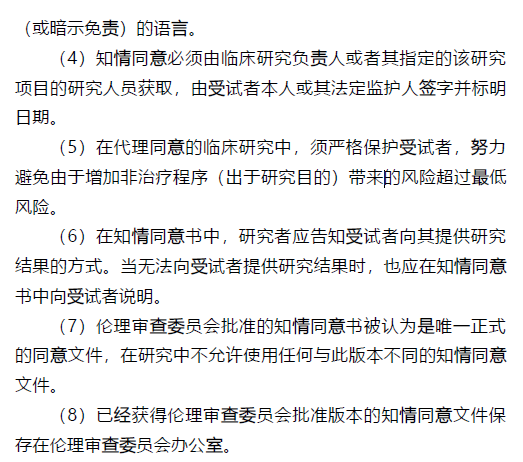 （或暗示免责）的语言。
（4）知情同意必须由临床研究负责人或者其指定的该研究
项目的研究人员获取，由受试者本人或其法定监护人签字并标明
日期。
（5）在代理同意的临床研究中，须严格保护受试者，努力
避免由于增加非治疗程序（出于研究目的）带来的风险超过最低
风险。
（6）在知情同意书中，研究者应告知受试者向其提供研究
结果的方式。当无法向受试者提供研究结果时，也应在知情同意
书中向受试者说明。
（7）伦理审查委员会批准的知情同意书被认为是唯一正式
的同意文件，在研究中不允许使用任何与此版本不同的知情同意
文件。
（8）已经获得伦理审查委员会批准版本的知情同意文件保
存在伦理审查委员会办公室。